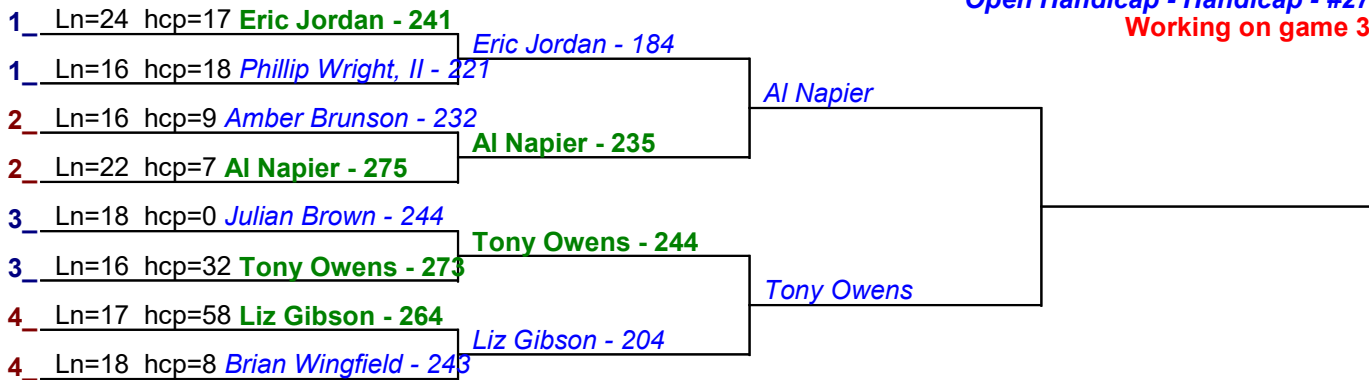 Open Handicap - Handicap - #27
Working on game 3
1_ Ln=24 hcp=17 Eric Jordan - 241
Eric Jordan - 184
1_ Ln=16 hcp=18 Phillip Wright, II - 221
Al Napier
2_ Ln=16 hcp=9 Amber Brunson - 232
Al Napier - 235
2_ Ln=22 hcp=7 Al Napier - 275
3_ Ln=18 hcp=0 Julian Brown - 244
Tony Owens - 244
3_ Ln=16 hcp=32 Tony Owens - 273
Tony Owens
4_ Ln=17 hcp=58 Liz Gibson - 264
Liz Gibson - 204
4_ Ln=18 hcp=8 Brian Wingfield - 243